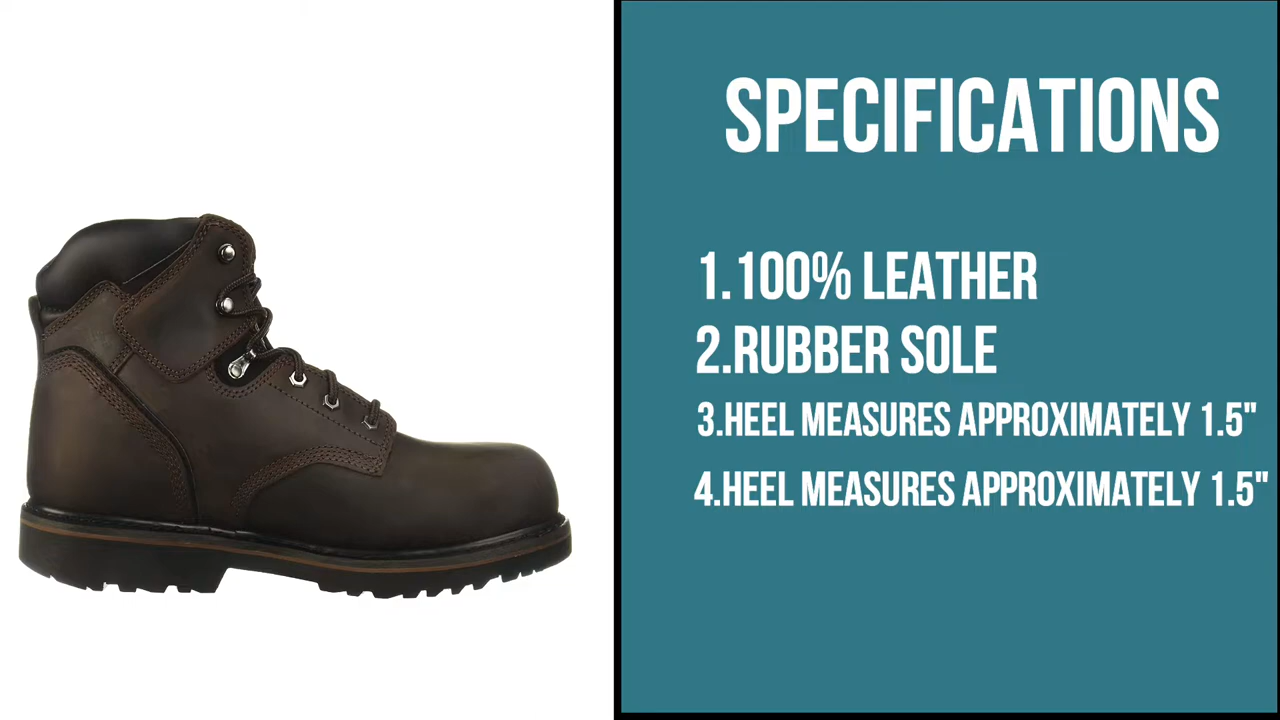 SPECIFICATIONS
1.100% LEATHER
2.RUBBER SOLE
3.HEEL MEASURES APPROXIMATELY 1.5"
4.HEEL MEASURES APPROXIMATELY 1.5"